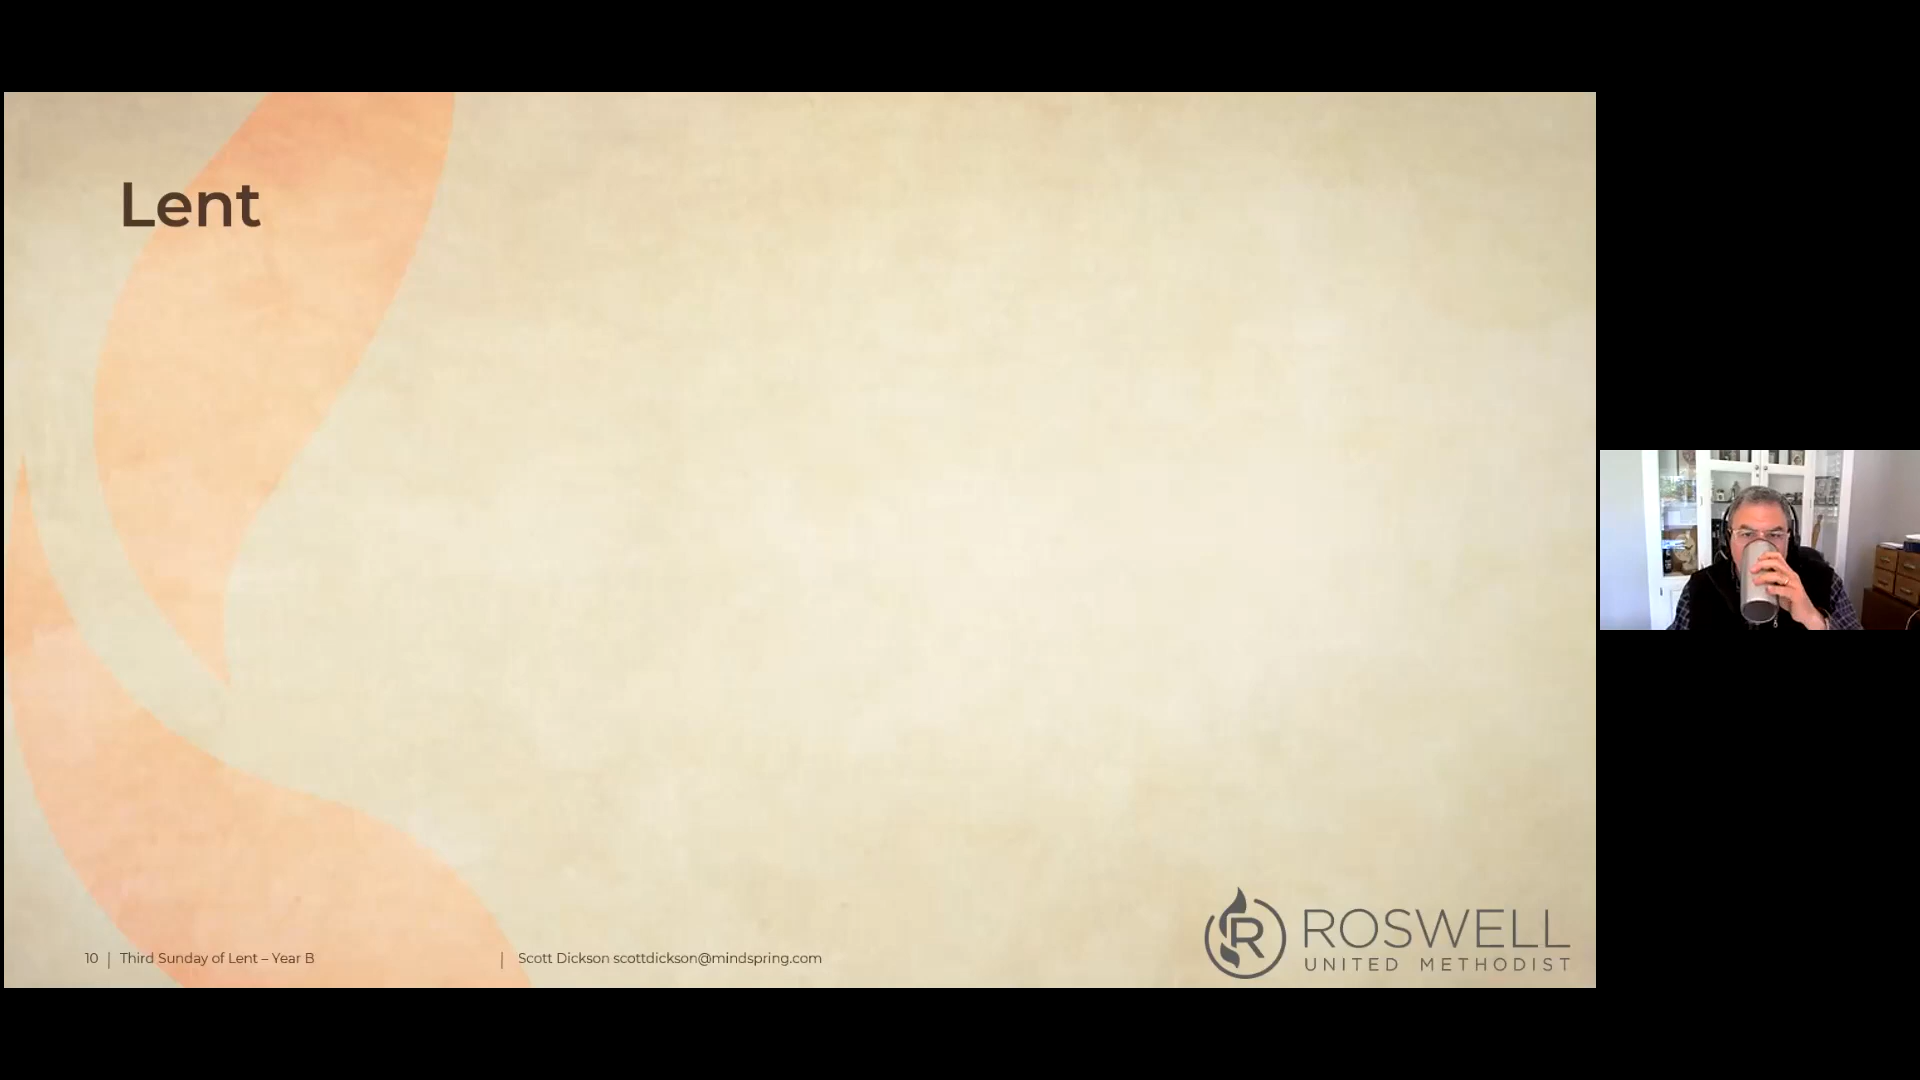 Lent
10 | Third Sunday of Lent – Year B | Scott Dickson scottdickson@mindspring.com
R ROSWELL
UNITED METHODIST